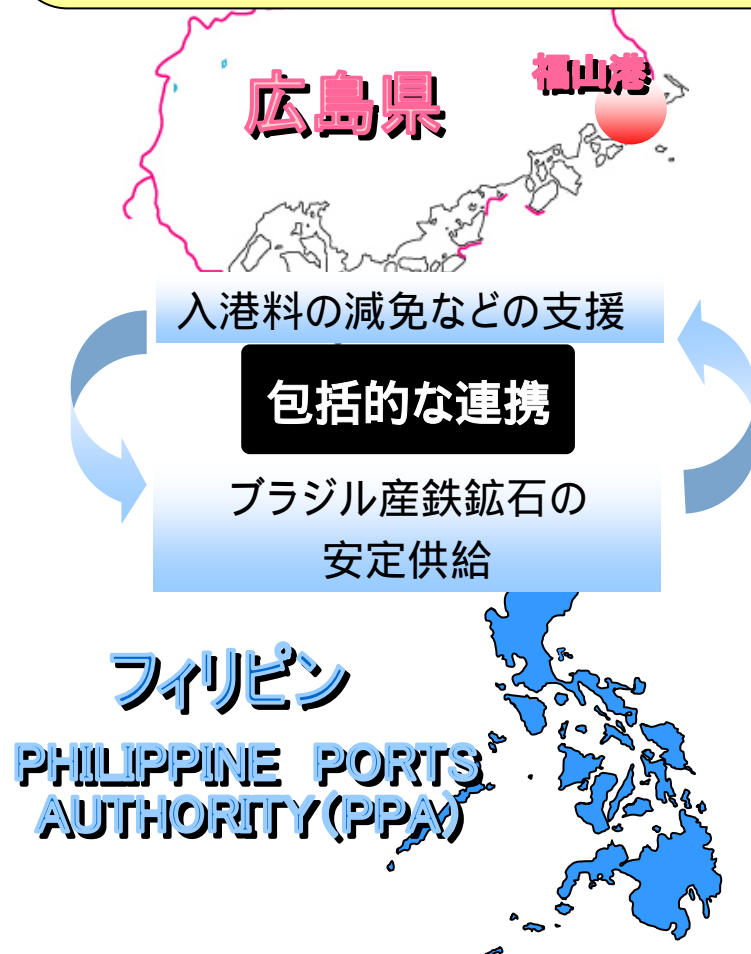 広島県
福山港
入港料の減免などの支援
包括的な連携
ブラジル産鉄鉱石の
安定供給
フィリピン
PHILIPPINE PORTS
AUTHORITY(PPA)